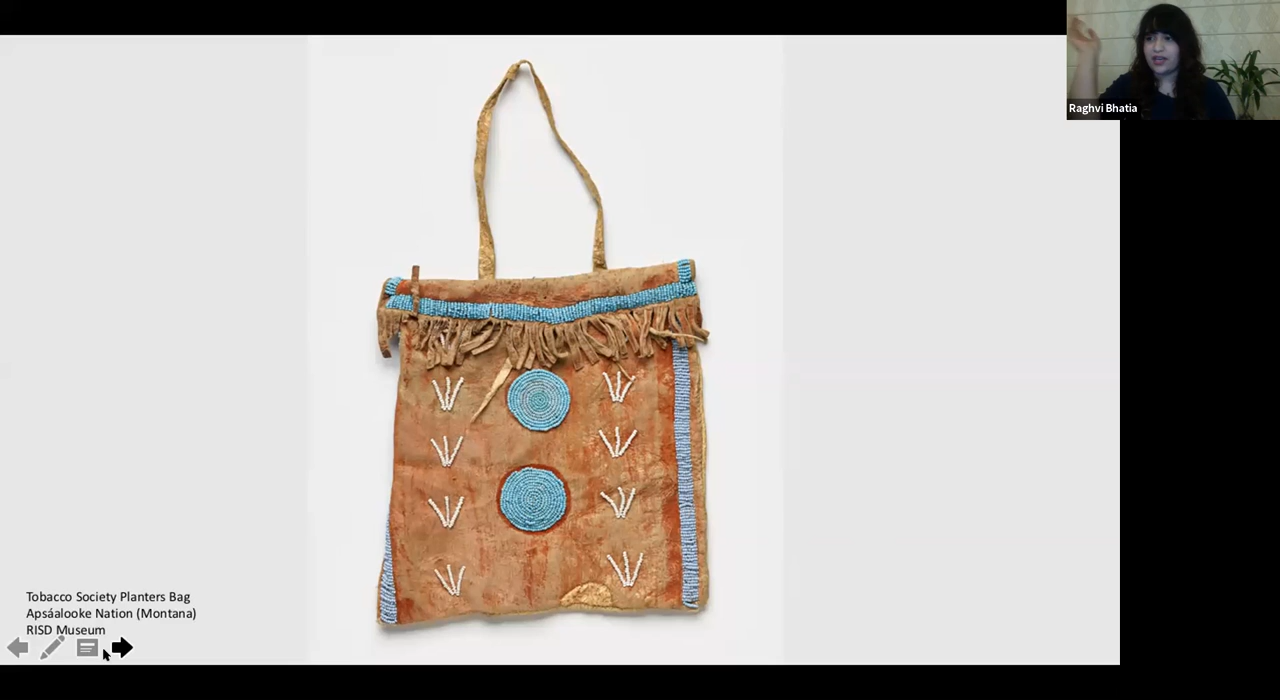 Raghvi Bhatia
Tobacco Society Planters Bag
Apsáalooke Nation (Montana)
RISD Museum